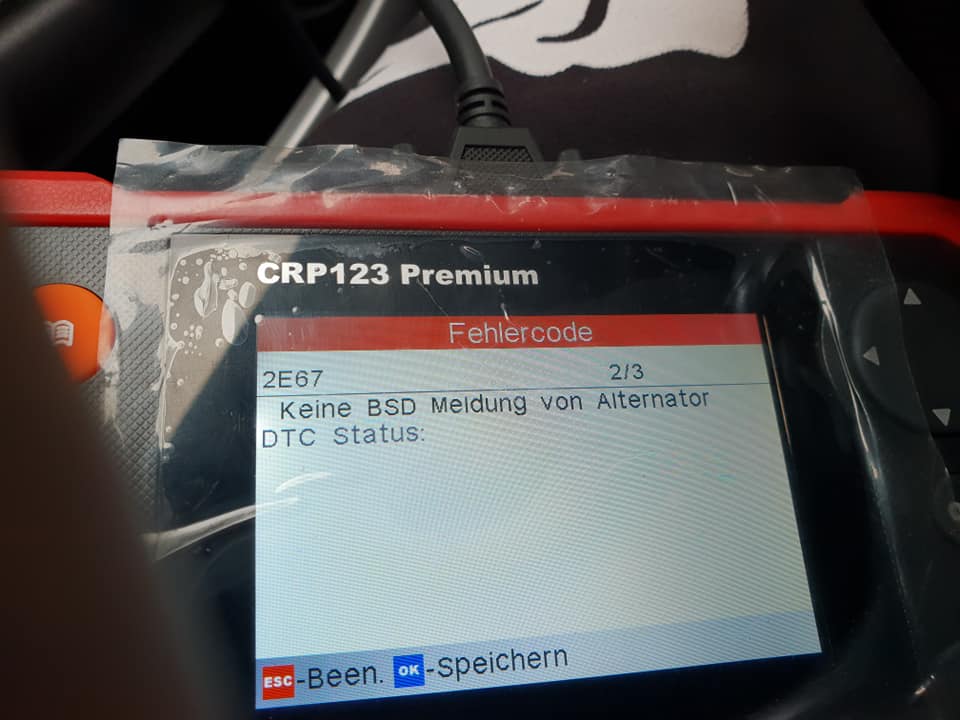 CRP123 Premium
Fehlercode
2E67 2/3
Keine BSD Meldung von Alternator
DTC Status:
ESC-Been. OK-Speichern